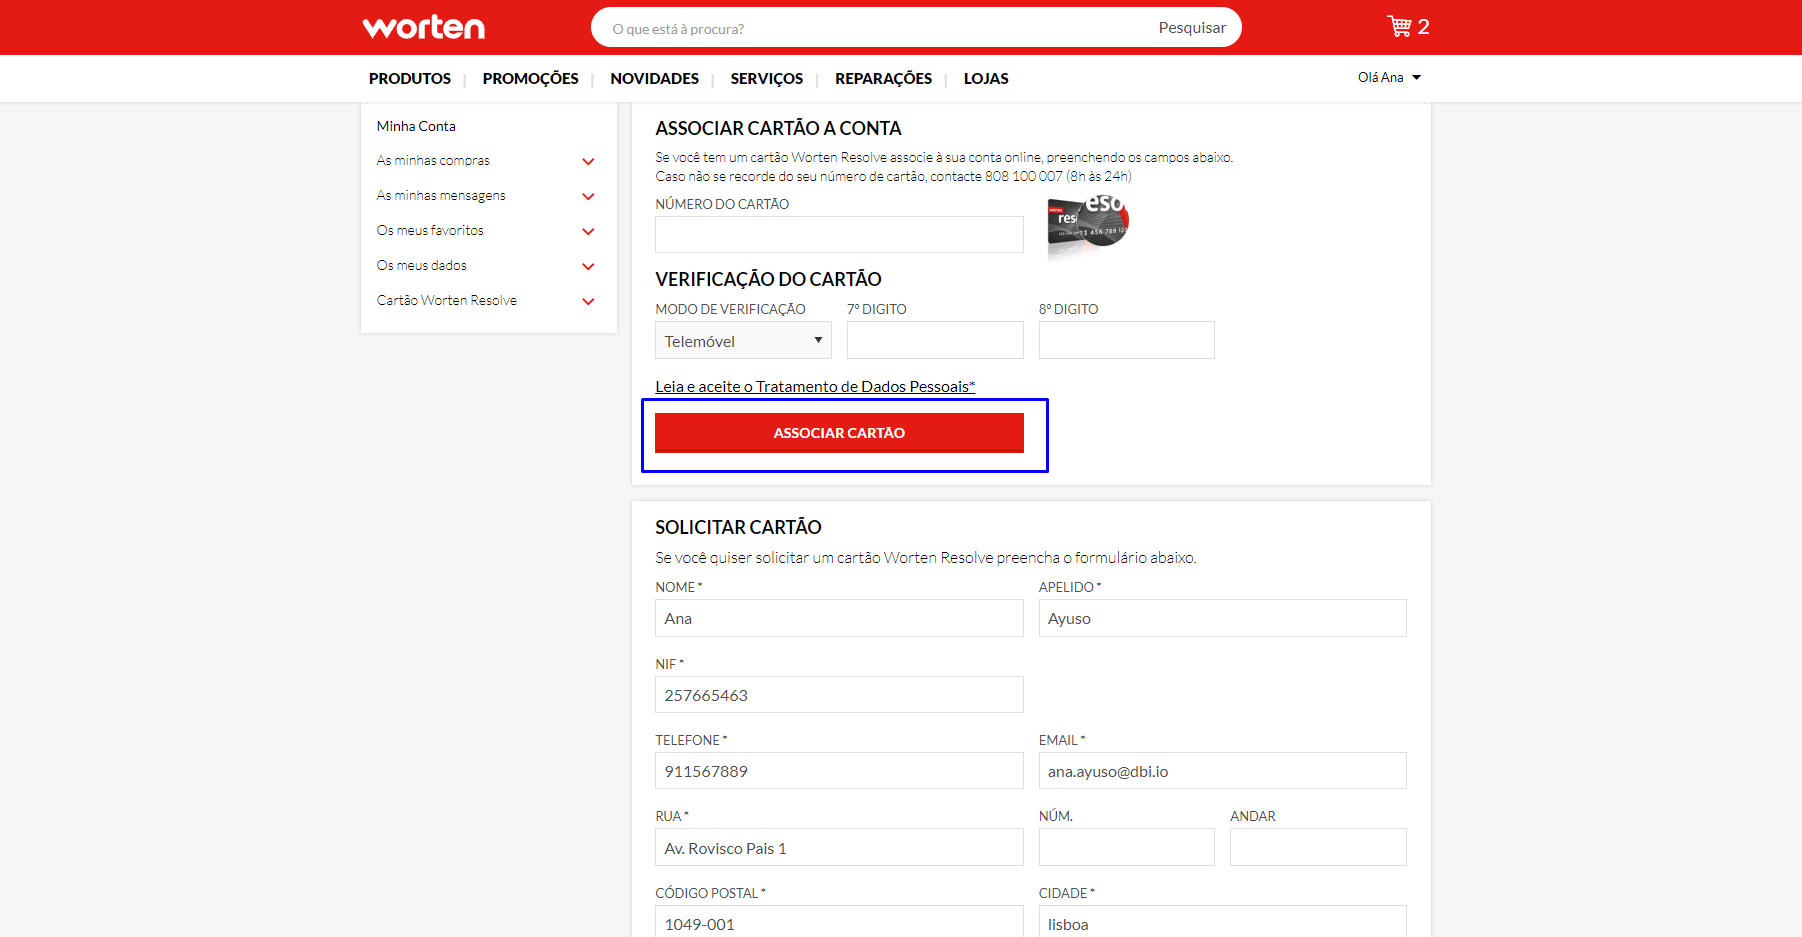 worten
O que está à procura?
Pesquisar
2
PRODUTOS | PROMOÇÕES | NOVIDADES | SERVIÇOS | REPARAÇÕES | LOJAS
Olá Ana
Minha Conta
As minhas compras
As minhas mensagens
Os meus favoritos
Os meus dados
Cartão Worten Resolve
ASSOCIAR CARTÃO A CONTA
Se você tem um cartão Worten Resolve associe à sua conta online, preenchendo os campos abaixo.
Caso não se recorde do seu número de cartão, contacte 808 100 007 (8h às 24h)
NÚMERO DO CARTÃO
VERIFICAÇÃO DO CARTÃO
MODO DE VERIFICAÇÃO
7º DIGITO
8º DIGITO
Telemóvel
Leia e aceite o Tratamento de Dados Pessoais*
ASSOCIAR CARTÃO
SOLICITAR CARTÃO
Se você quiser solicitar um cartão Worten Resolve preencha o formulário abaixo.
NOME *
APELIDO *
Ana
Ayuso
NIF *
257665463
TELEFONE *
EMAIL *
911567889
ana.ayuso@dbi.io
RUA *
NÚM.
ANDAR
Av. Rovisco Pais 1
CÓDIGO POSTAL *
CIDADE *
1049-001
lisboa